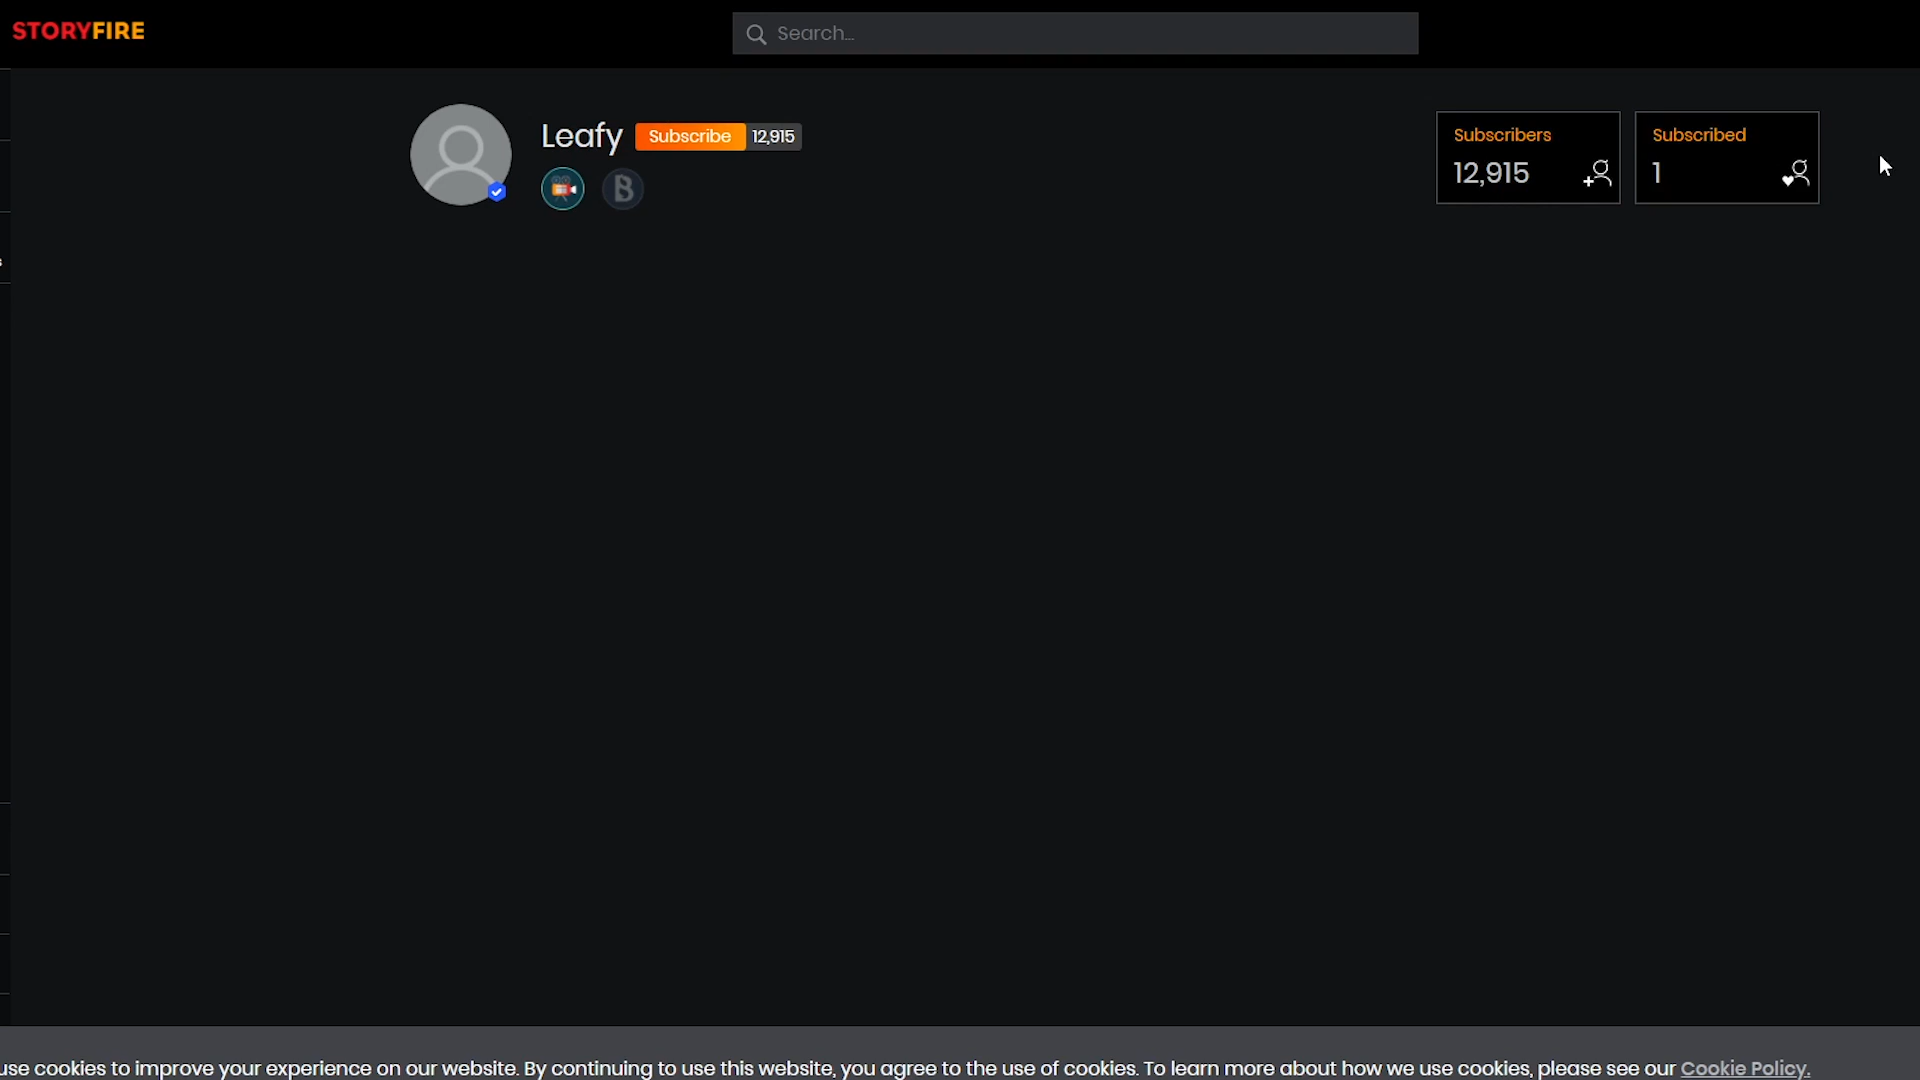 STORYFIRE
Search...
Leafy Subscribe 12,915
B
Subscribers
12,915
Subscribed
1
use cookies to improve your experience on our website. By continuing to use this website, you agree to the use of cookies. To learn more about how we use cookies, please see our Cookie Policy.